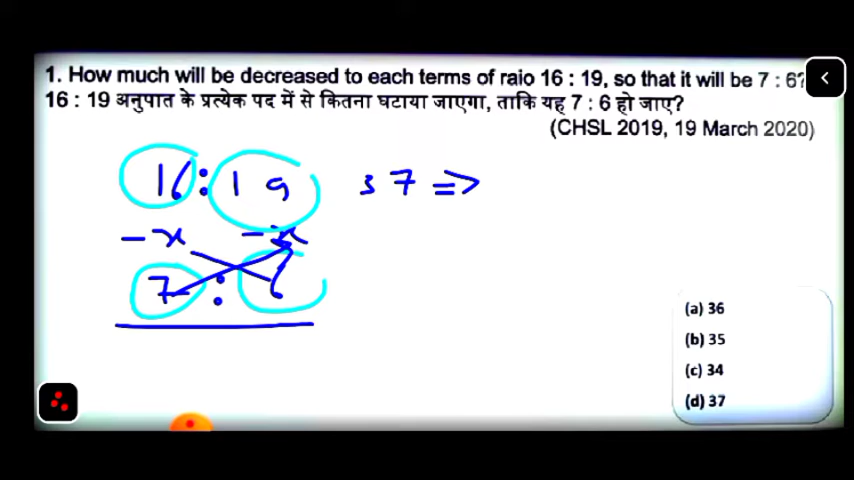 1. How much will be decreased to each terms of raio 16 : 19, so that it will be 7 : 6?
16 : 19 अनुपात के प्रत्येक पद में से कितना घटाया जाएगा, ताकि यह 7 : 6 हो जाए?
(CHSL 2019, 19 March 2020)
16 : 19 37 =>
-x -x
7 : 6
(a) 36
(b) 35
(c) 34
(d) 37